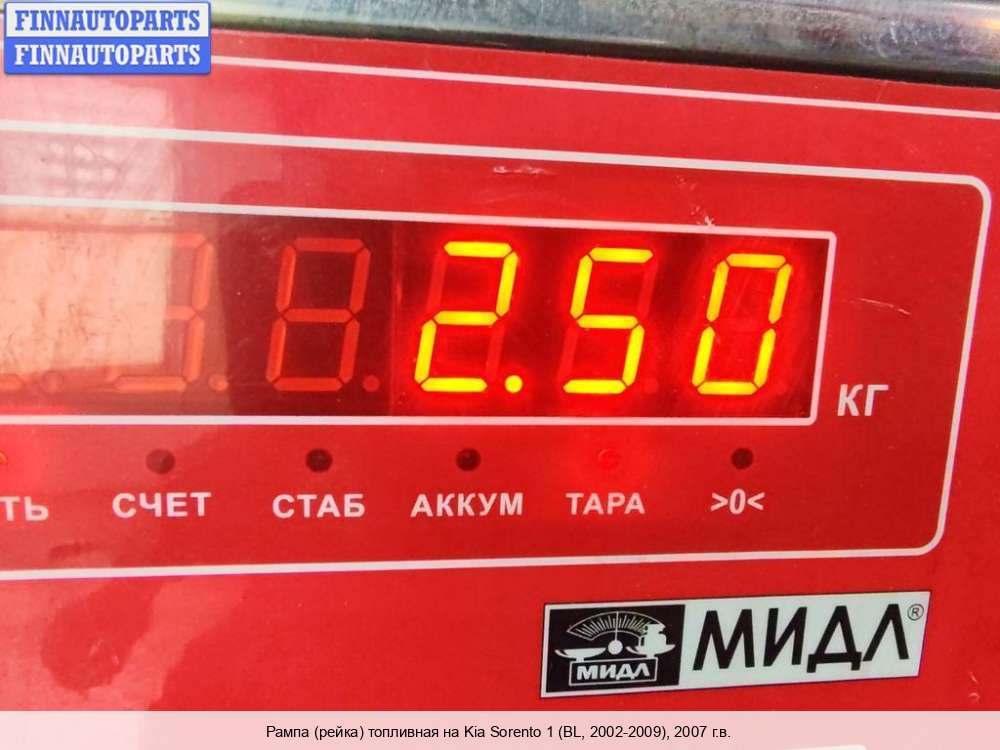 FINNAUTOPARTS
FINNAUTOPARTS
2.50
КГ
ТЬ СЧЕТ СТАБ АККУМ ТАРА >0<
МИДЛ МИДЛ®
Рампа (рейка) топливная на Kia Sorento 1 (BL, 2002-2009), 2007 г.в.